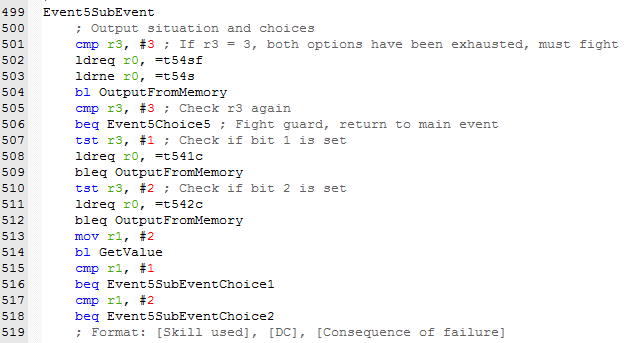 499 Event5SubEvent
500 ; Output situation and choices
501 cmp r3, #3 ; If r3 = 3, both options have been exhausted, must fight
502 ldreq r0, =t54sf
503 ldrne r0, =t54s
504 bl OutputFromMemory
505 cmp r3, #3 ; Check r3 again
506 beq Event5Choice5 ; Fight guard, return to main event
507 tst r3, #1 ; Check if bit 1 is set
508 ldreq r0, =t541c
509 bleq OutputFromMemory
510 tst r3, #2 ; Check if bit 2 is set
511 ldreq r0, =t542c
512 bleq OutputFromMemory
513 mov r1, #2
514 bl GetValue
515 cmp r1, #1
516 beq Event5SubEventChoice1
517 cmp r1, #2
518 beq Event5SubEventChoice2
519 ; Format: [Skill used], [DC], [Consequence of failure]